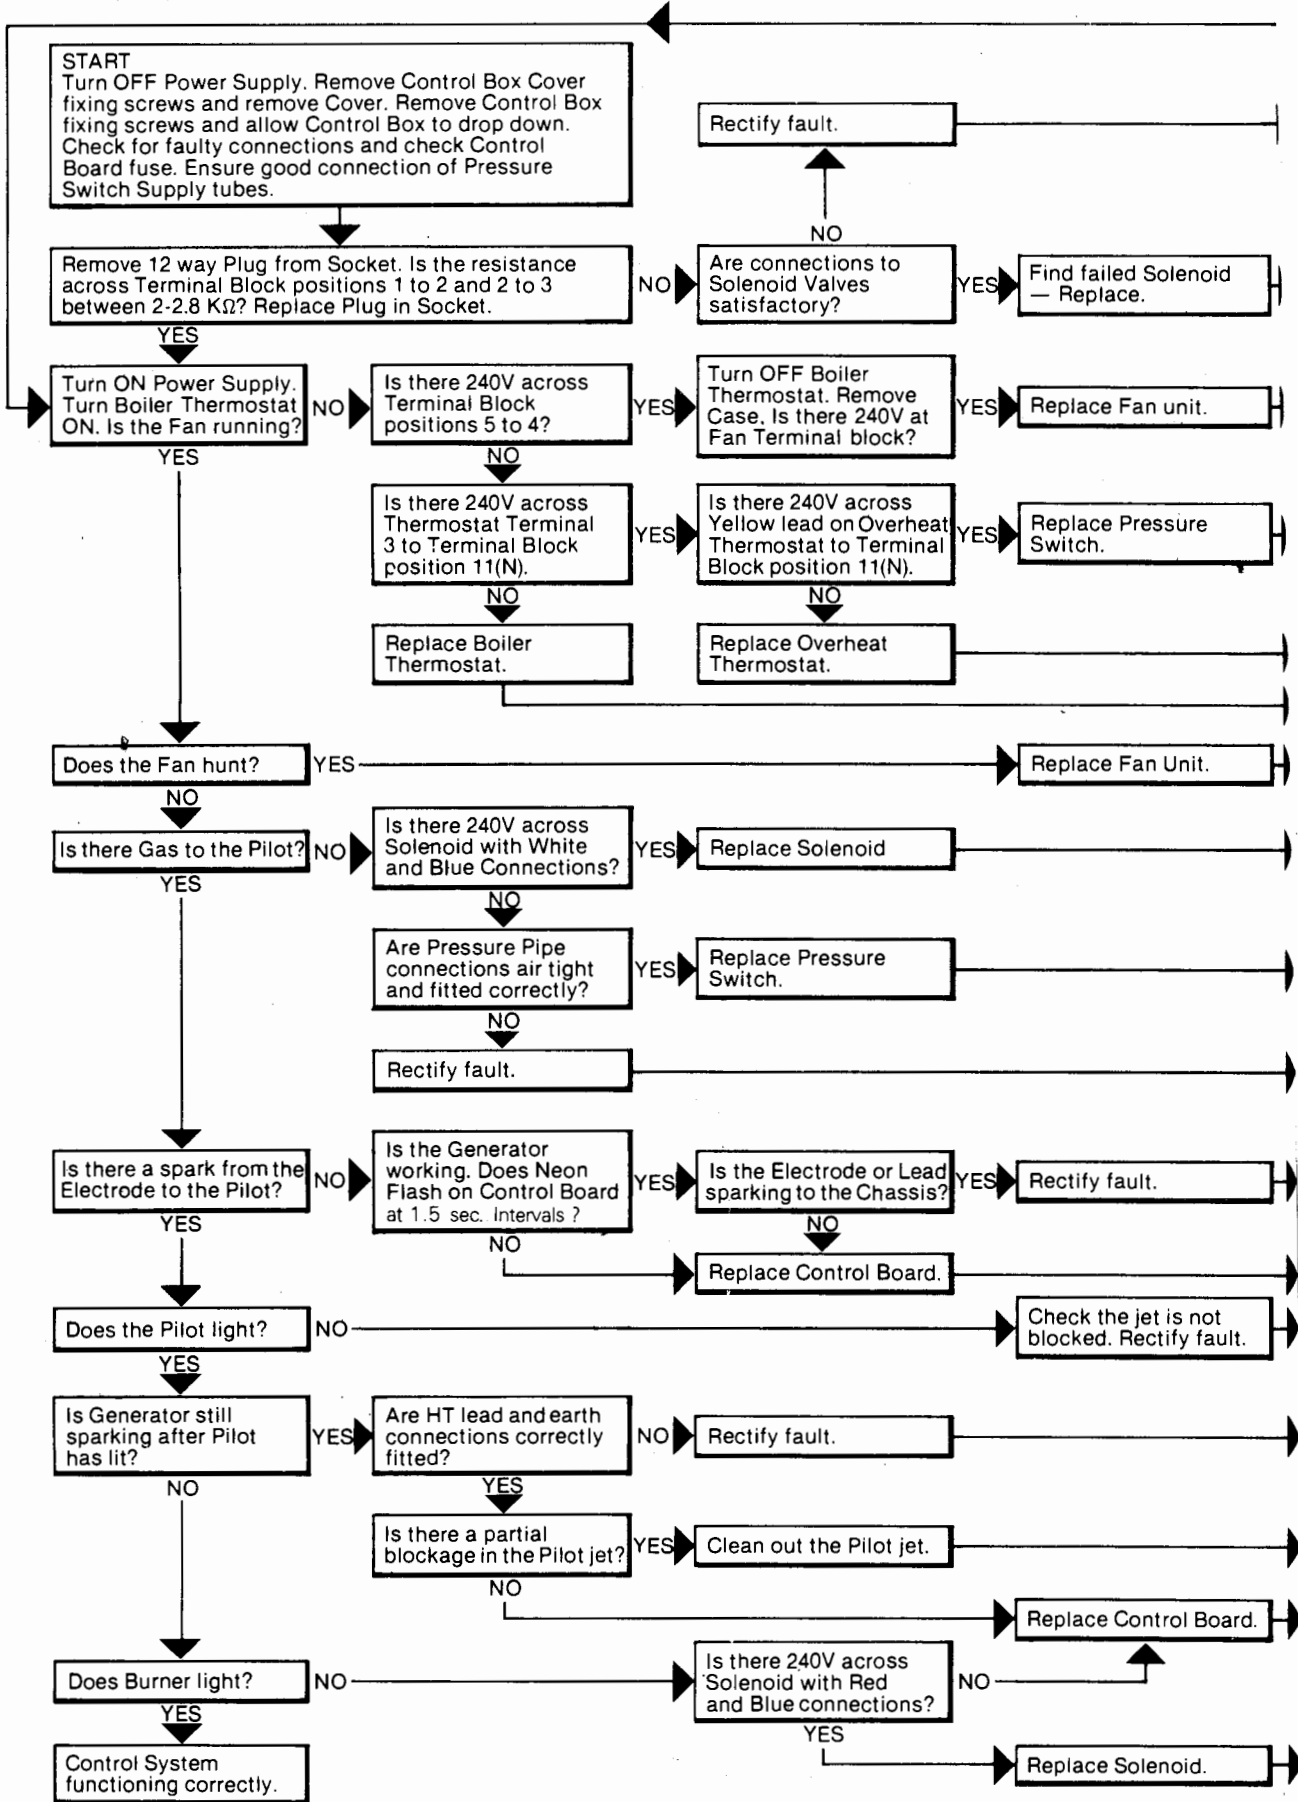 START
Turn OFF Power Supply. Remove Control Box Cover
fixing screws and remove Cover. Remove Control Box
fixing screws and allow Control Box to drop down.
Check for faulty connections and check Control
Board fuse. Ensure good connection of Pressure
Switch Supply tubes.
Rectify fault.
NO
Remove 12 way Plug from Socket. Is the resistance
across Terminal Block positions 1 to 2 and 2 to 3
between 2-2.8 KΩ? Replace Plug in Socket.
NO
Are connections to
Solenoid Valves
satisfactory?
YES
Find failed Solenoid
— Replace.
YES
Turn ON Power Supply.
Turn Boiler Thermostat
ON. Is the Fan running?
NO
Is there 240V across
Terminal Block
positions 5 to 4?
YES
Turn OFF Boiler
Thermostat. Remove
Case. Is there 240V at
Fan Terminal block?
YES
Replace Fan unit.
YES
NO
Is there 240V across
Thermostat Terminal
3 to Terminal Block
position 11(N).
YES
Is there 240V across
Yellow lead on Overheat
Thermostat to Terminal
Block position 11(N).
YES
Replace Pressure
Switch.
NO
NO
Replace Boiler
Thermostat.
Replace Overheat
Thermostat.
Does the Fan hunt?
YES
Replace Fan Unit.
NO
Is there Gas to the Pilot?
NO
Is there 240V across
Solenoid with White
and Blue Connections?
YES
Replace Solenoid
YES
NO
Are Pressure Pipe
connections air tight
and fitted correctly?
YES
Replace Pressure
Switch.
NO
Rectify fault.
Is there a spark from the
Electrode to the Pilot?
NO
Is the Generator
working. Does Neon
Flash on Control Board
at 1.5 sec. Intervals ?
YES
Is the Electrode or Lead
sparking to the Chassis?
YES
Rectify fault.
YES
NO
NO
Replace Control Board.
Does the Pilot light?
NO
Check the jet is not
blocked. Rectify fault.
YES
Is Generator still
sparking after Pilot
has lit?
YES
Are HT lead and earth
connections correctly
fitted?
NO
Rectify fault.
NO
YES
Is there a partial
blockage in the Pilot jet?
YES
Clean out the Pilot jet.
NO
Replace Control Board.
Does Burner light?
NO
Is there 240V across
Solenoid with Red
and Blue connections?
NO
YES
YES
Control System
functioning correctly.
Replace Solenoid.